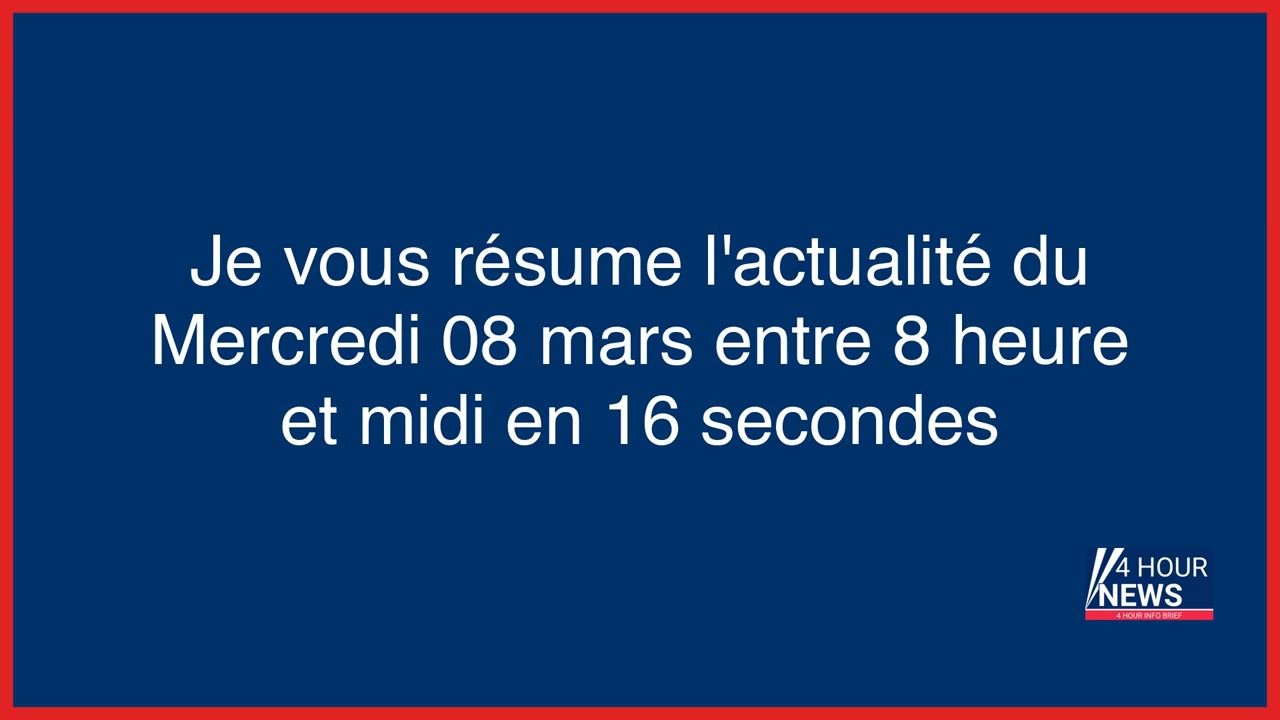 Je vous résume l'actualité du
Mercredi 08 mars entre 8 heure
et midi en 16 secondes
4 HOUR
NEWS
4 HOUR INFO BRIEF